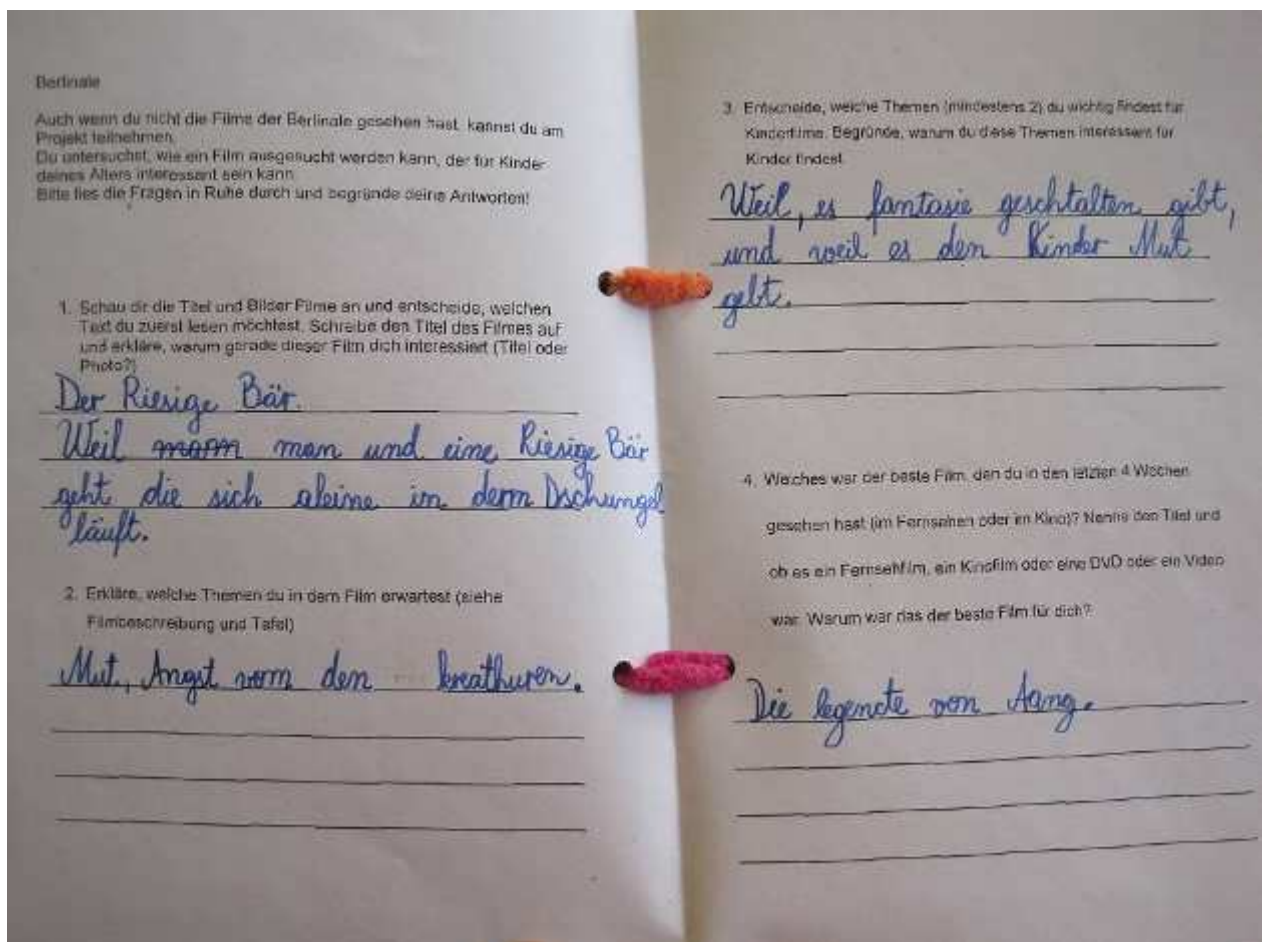 Berlinale
Auch wenn du nicht die Filme der Berlinale gesehen hast, kannst du am
Projekt teilnehmen.
Du untersuchst, wie ein Film ausgesucht werden kann, der für Kinder
deines Alters interessant sein kann.
Bitte lies die Fragen in Ruhe durch und begründe deine Antworten!
1. Schau dir die Titel und Bilder Filme an und entscheide, welchen
Text du zuerst lesen möchtest. Schreibe den Titel des Filmes auf
und erkläre, warum gerade dieser Film dich interessiert (Titel oder
Photo?)
Der Riesige Bär.
Weil man und eine Riesige Bär
geht die sich aleine im derm Dschungel
läuft.
2. Erkläre, welche Themen du in dem Film erwartest (siehe
Filmbeschreibung und Tafel)
Mut, Angst vorm den kreathuren.
3. Entscheide, welche Themen (mindestens 2) du wichtig findest für
Kinderfilme. Begründe, warum du diese Themen interessant für
Kinder findest.
Weil, es fantasie geschtalten gibt,
und weil es den Kinder Mut
gebt.
4. Welches war der beste Film, den du in den letzten 4 Wochen
gesehen hast (im Fernsehen oder im Kino)? Nenne den Titel und
ob es ein Fernsehfilm, ein Kinofilm oder eine DVD oder ein Video
war. Warum war das der beste Film für dich?
Die legende von Aang.